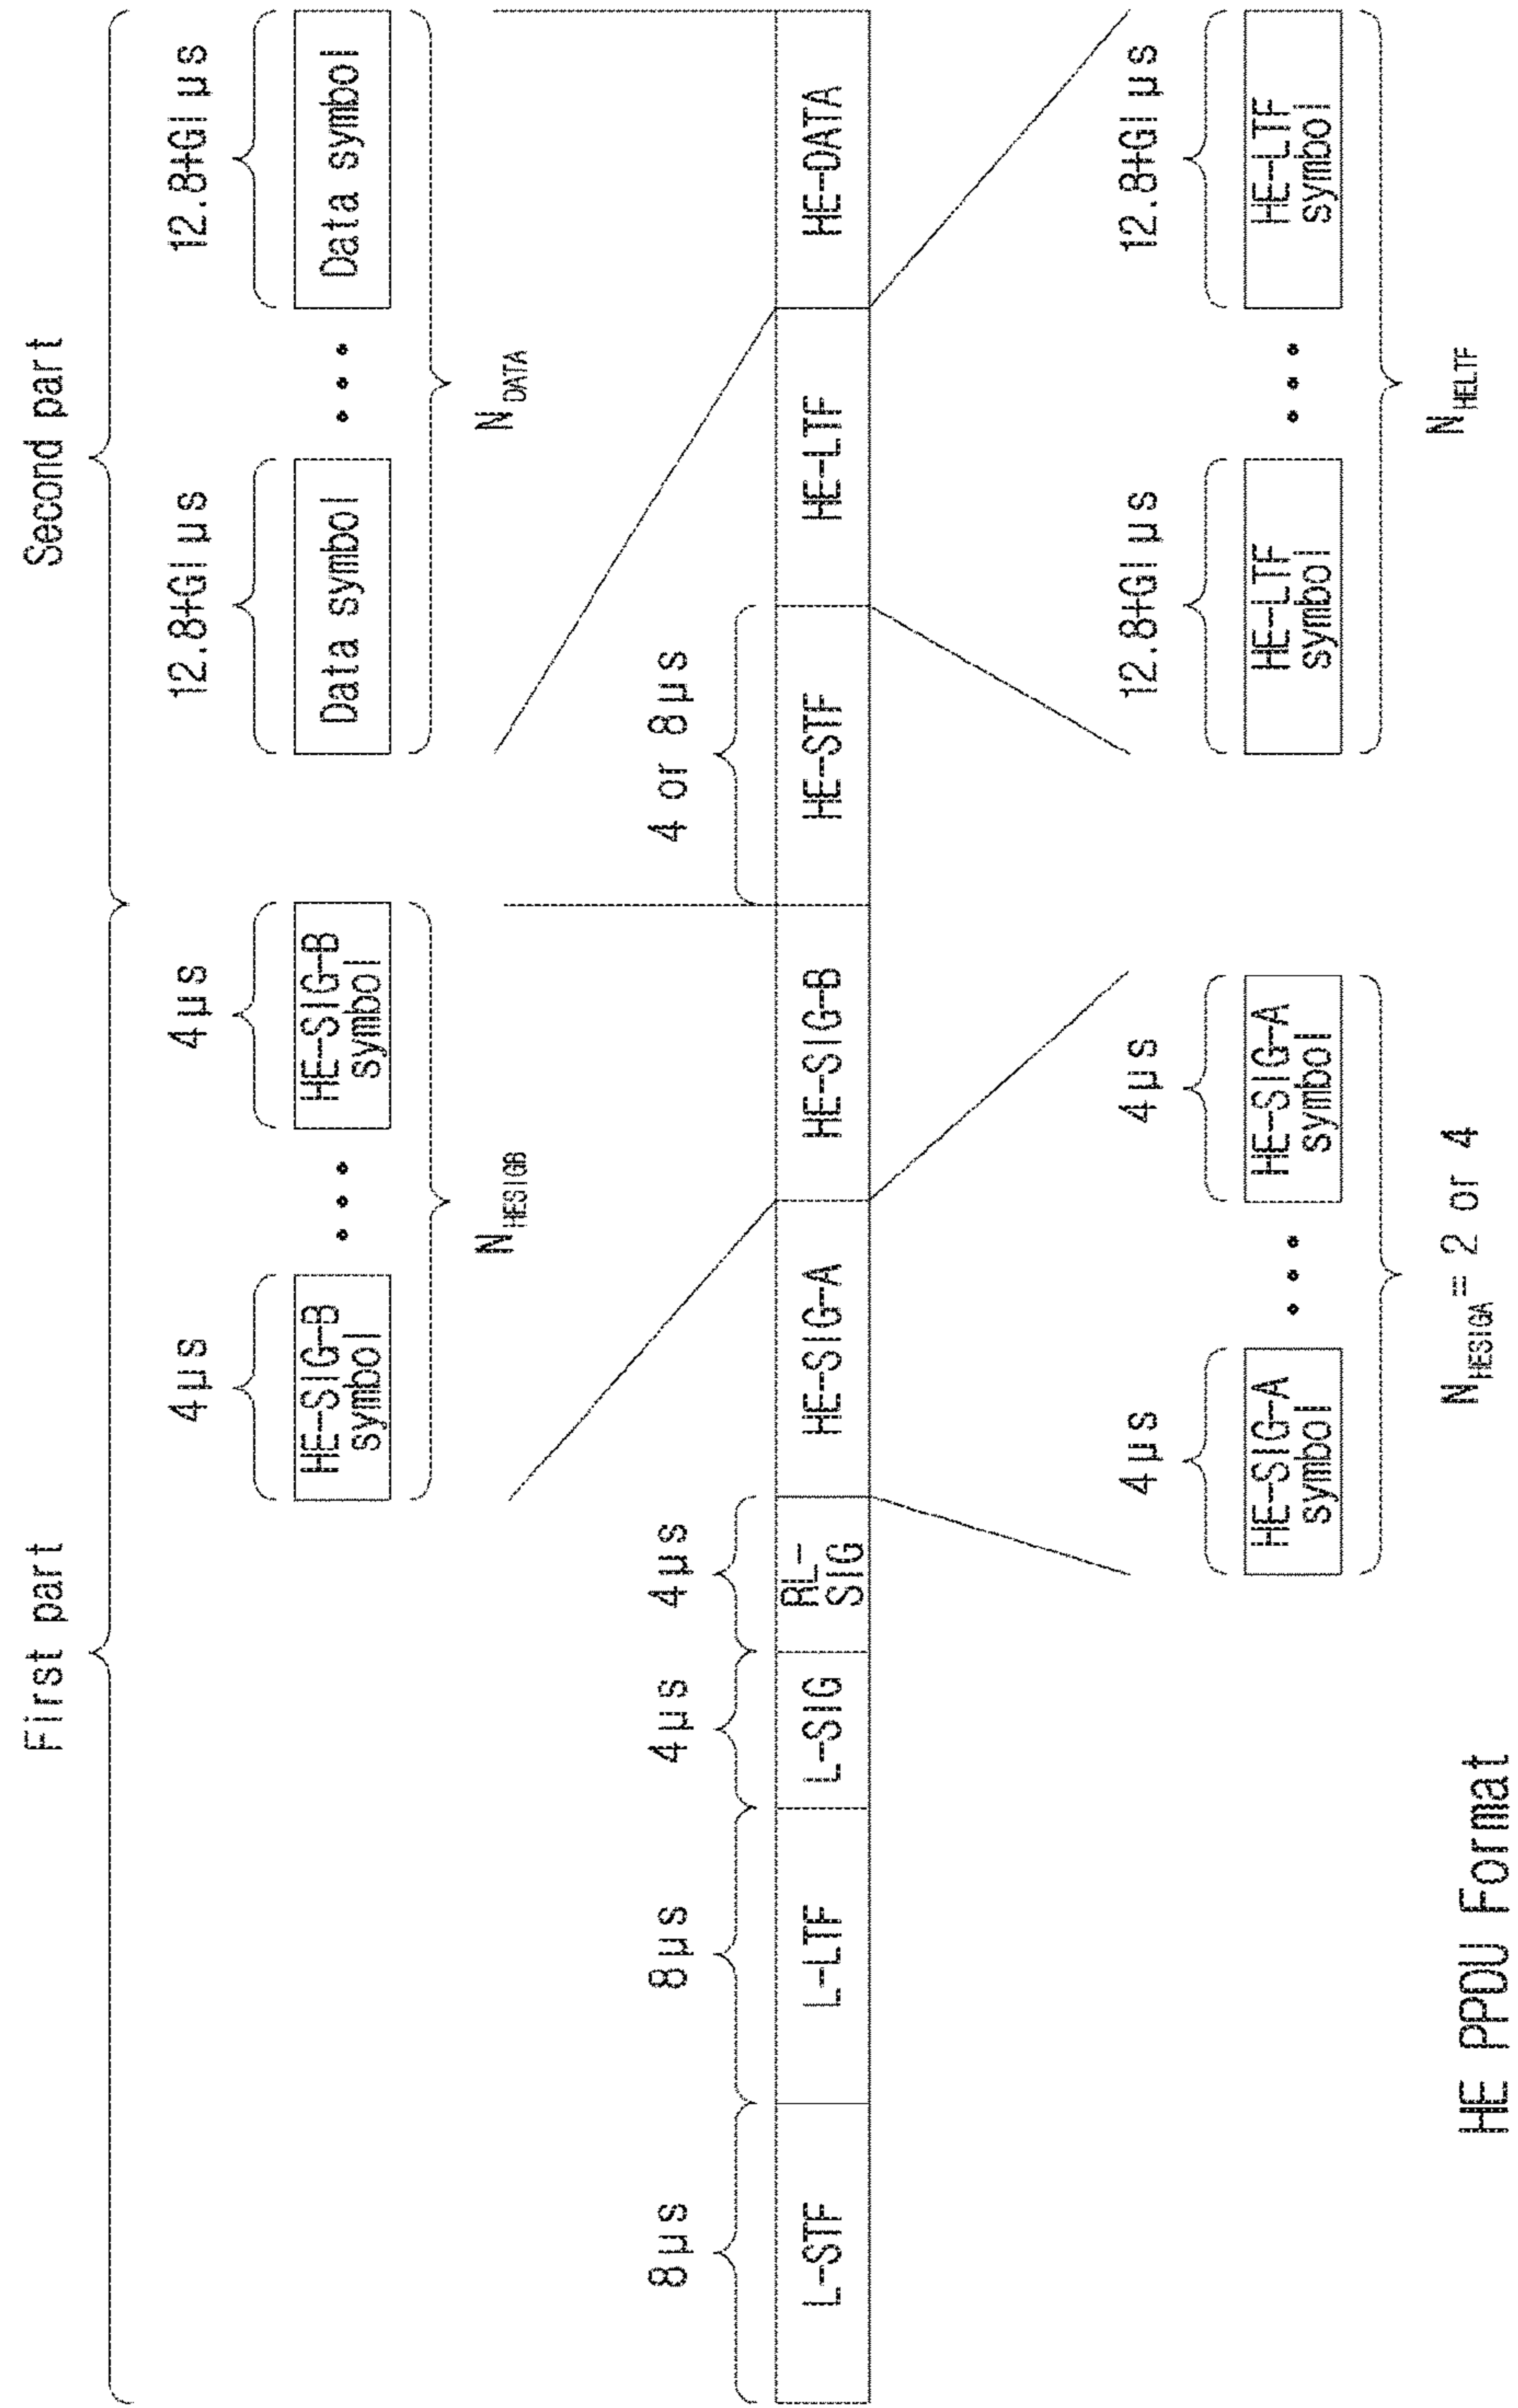 First part
Second part
4μs
4μs
12.8+GI μs
12.8+GI μs
HE-SIG-B
symbol
HE-SIG-B
symbol
Data symbol
Data symbol
N_HESIGB
N_DATA
8μs
8μs
4μs
4μs
4 or 8μs
L-STF
L-LTF
L-SIG
RL-
SIG
HE-SIG-A
HE-SIG-B
HE-STF
HE-LTF
HE-DATA
4μs
4μs
12.8+GI μs
12.8+GI μs
HE-SIG-A
symbol
HE-SIG-A
symbol
HE-LTF
symbol
HE-LTF
symbol
N_HESIGA = 2 or 4
N_HELTF
HE PPDU Format